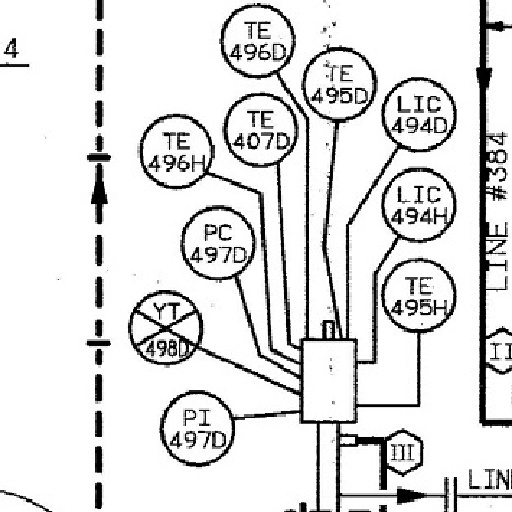 4
TE
496D
TE
495D
TE
407D
LIC
494D
TE
496H
LIC
494H
PC
497D
TE
495H
YT
498D
PI
497D
LINE #384
II
III
LINE